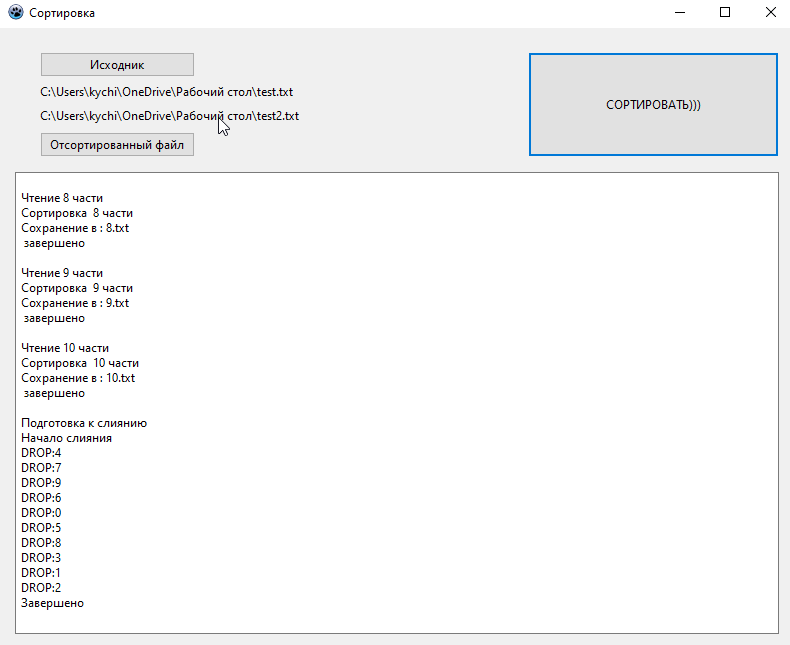 Сортировка
Исходник
C:\Users\kychi\OneDrive\Рабочий стол\test.txt
СОРТИРОВАТЬ)))
C:\Users\kychi\OneDrive\Рабочий стол\test2.txt
Отсортированный файл
Чтение 8 части
Сортировка  8 части
Сохранение в : 8.txt
завершено
Чтение 9 части
Сортировка  9 части
Сохранение в : 9.txt
завершено
Чтение 10 части
Сортировка  10 части
Сохранение в : 10.txt
завершено
Подготовка к слиянию
Начало слияния
DROP:4
DROP:7
DROP:9
DROP:6
DROP:0
DROP:5
DROP:8
DROP:3
DROP:1
DROP:2
Завершено